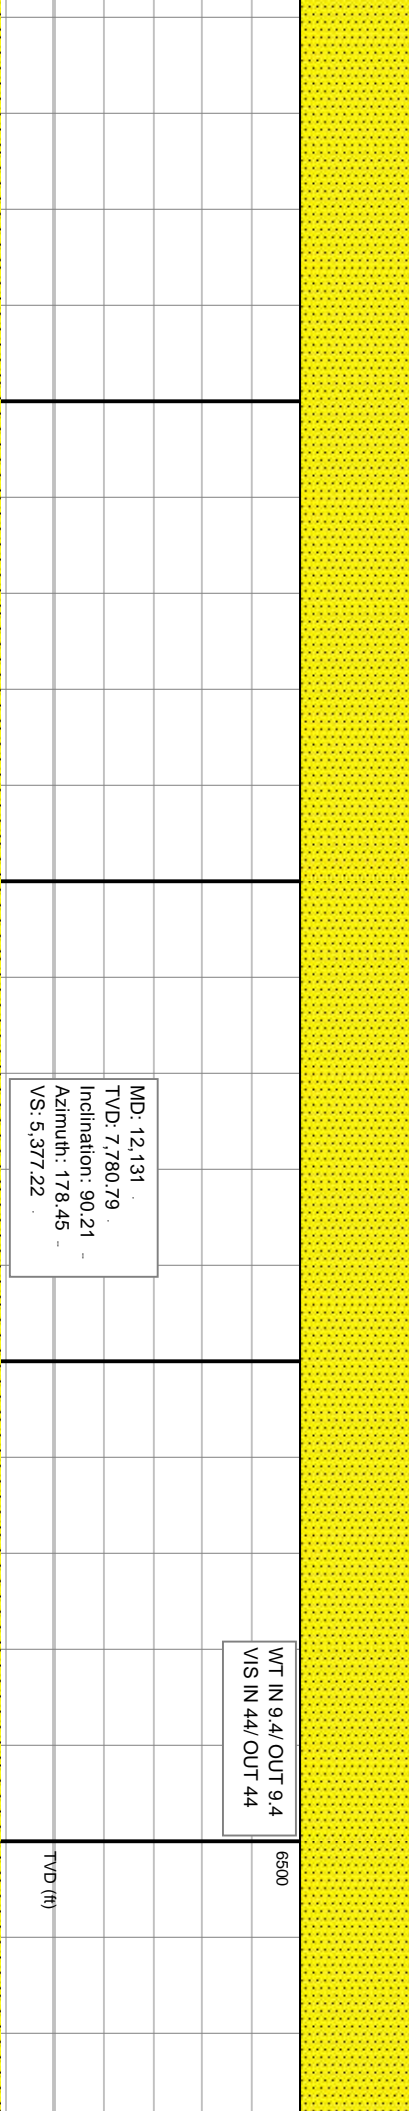 MD: 12,131
TVD: 7,780.79
Inclination: 90.21
Azimuth: 178.45
VS: 5,377.22
WT IN 9.4/ OUT 9.4
VIS IN 44/ OUT 44
6500
TVD (ft)